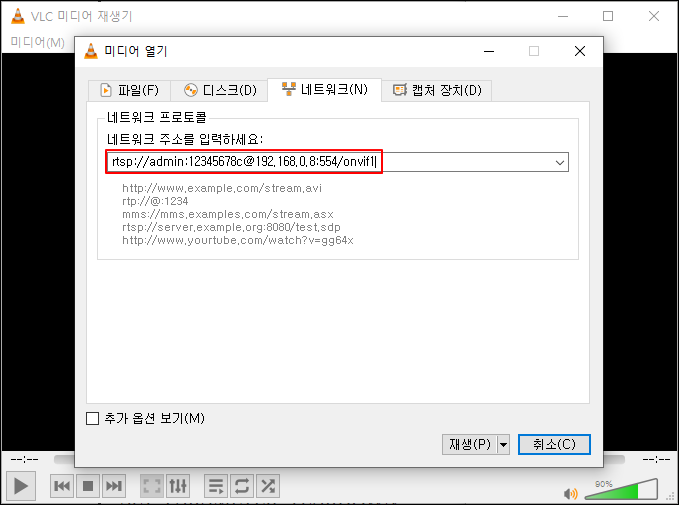 VLC 미디어 재생기
미디어(M)
미디어 열기
파일(F)
디스크(D)
네트워크(N)
캡쳐 장치(D)
네트워크 프로토콜
네트워크 주소를 입력하세요:
rtsp://admin:12345678c@192.168.0.8:554/onvif1
http://www.example.com/stream.avi
rtp://@:1234
mms://mms.examples.com/stream.asx
rtsp://server.example.org:8080/test.sdp
http://www.yourtube.com/watch?v=gg64x
추가 옵션 보기(M)
재생(P)
취소(C)
--:--
--:--
90%